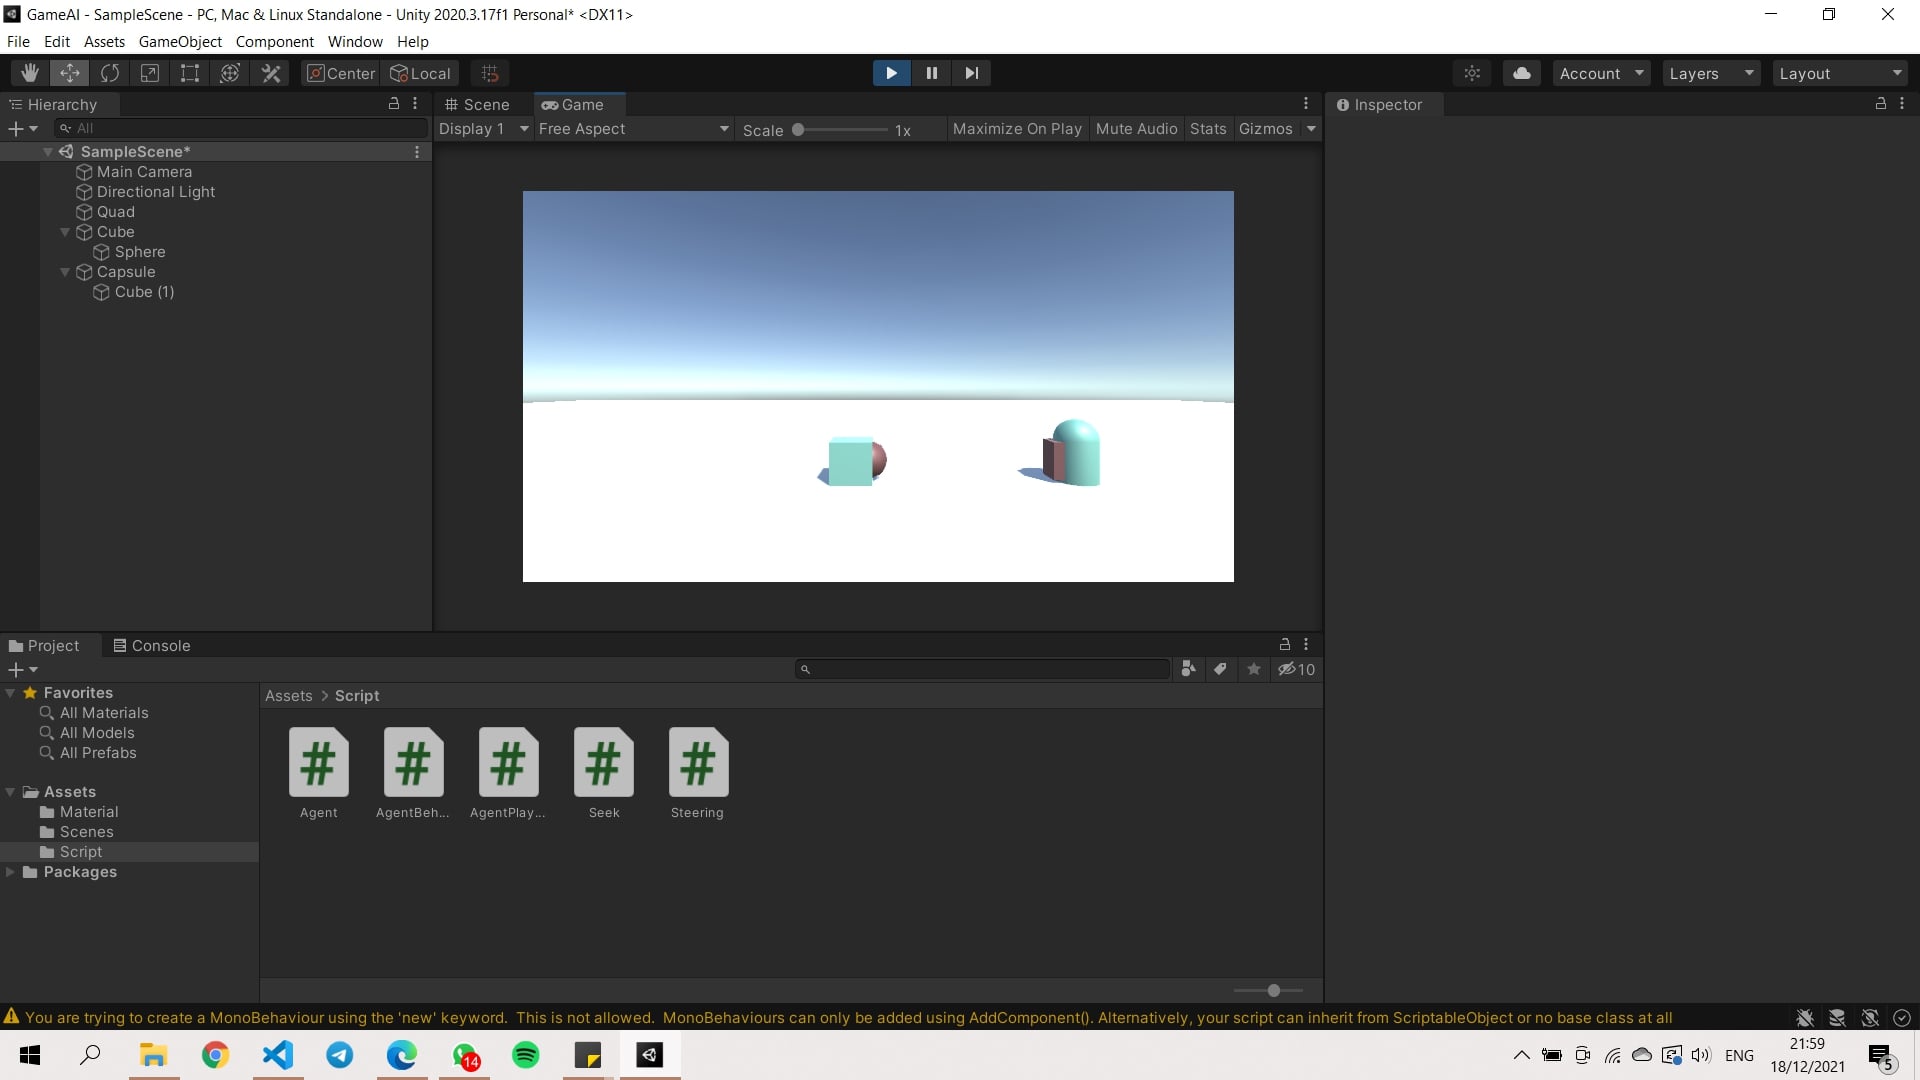 GameAI - SampleScene - PC, Mac & Linux Standalone - Unity 2020.3.17f1 Personal* <DX11>
File Edit Assets GameObject Component Window Help
Center Local Account Layers Layout
Hierarchy
All
SampleScene*
Main Camera
Directional Light
Quad
Cube
Sphere
Capsule
Cube (1)
Scene Game
Display 1 Free Aspect Scale 1x Maximize On Play Mute Audio Stats Gizmos
Inspector
Project Console
10
Favorites
All Materials
All Models
All Prefabs
Assets
Material
Scenes
Script
Packages
Assets > Script
# # # # #
Agent AgentBeh... AgentPlay... Seek Steering
You are trying to create a MonoBehaviour using the 'new' keyword.  This is not allowed.  MonoBehaviours can only be added using AddComponent(). Alternatively, your script can inherit from ScriptableObject or no base class at all
14
ENG
21:59
18/12/2021
5